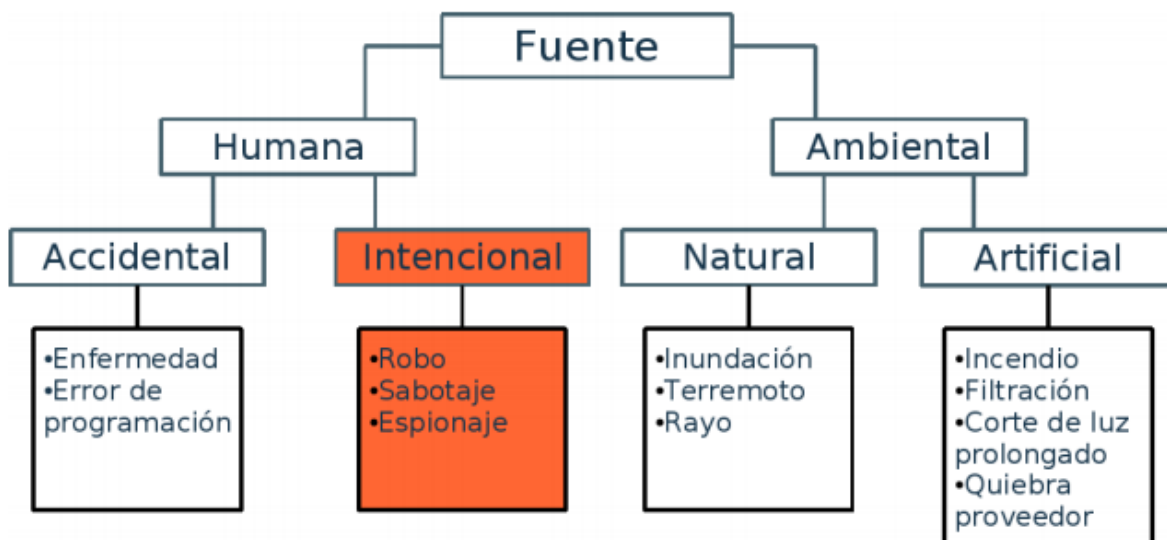 Fuente
Humana
Ambiental
Accidental
Intencional
Natural
Artificial
•Enfermedad
•Error de
programación
•Robo
•Sabotaje
•Espionaje
•Inundación
•Terremoto
•Rayo
•Incendio
•Filtración
•Corte de luz
prolongado
•Quiebra
proveedor